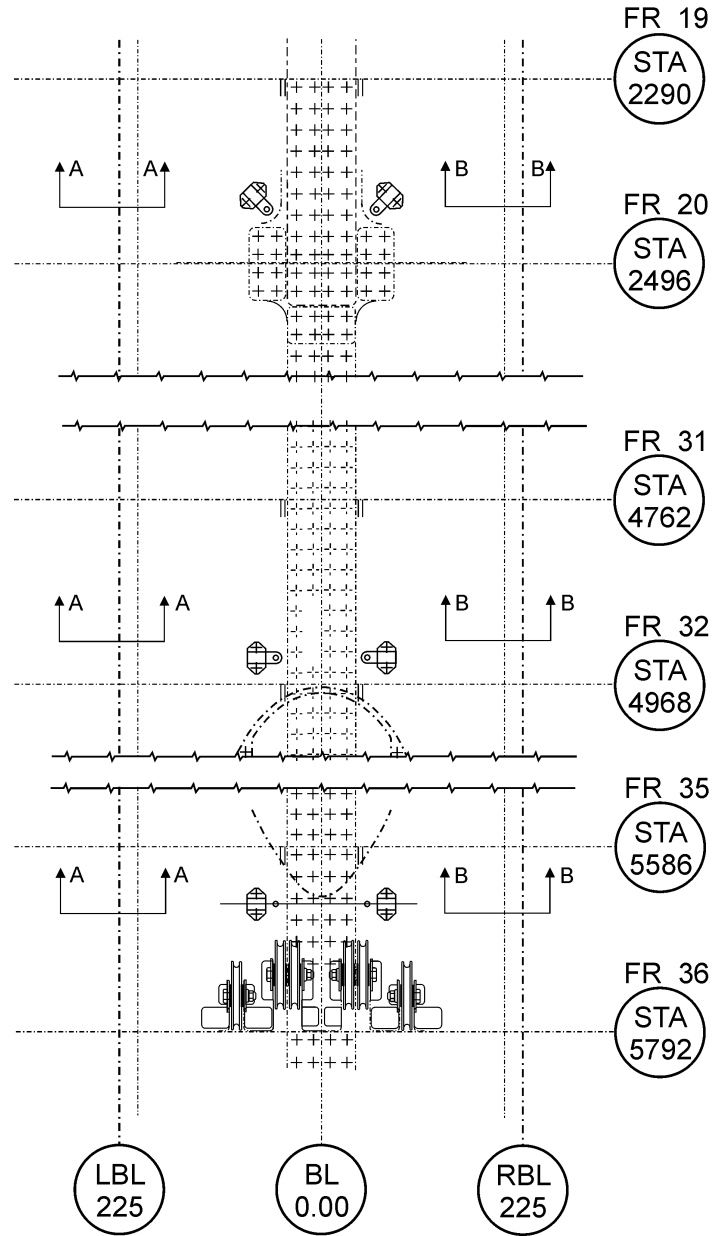 FR 19
STA
2290
A A B B
FR 20
STA
2496
FR 31
STA
4762
A A B B
FR 32
STA
4968
FR 35
STA
5586
A A B B
FR 36
STA
5792
LBL
225
BL
0.00
RBL
225